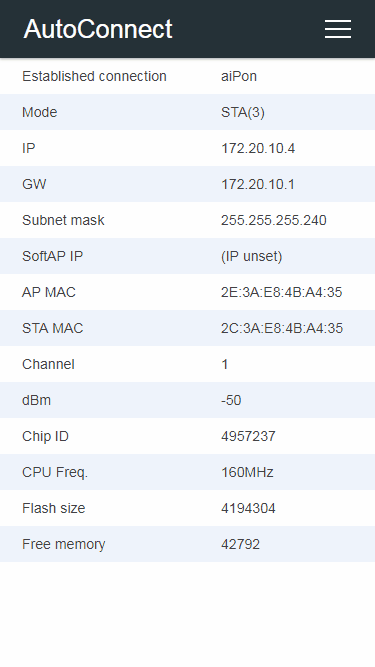 AutoConnect
Established connection aiPon
Mode STA(3)
IP 172.20.10.4
GW 172.20.10.1
Subnet mask 255.255.255.240
SoftAP IP (IP unset)
AP MAC 2E:3A:E8:4B:A4:35
STA MAC 2C:3A:E8:4B:A4:35
Channel 1
dBm -50
Chip ID 4957237
CPU Freq. 160MHz
Flash size 4194304
Free memory 42792